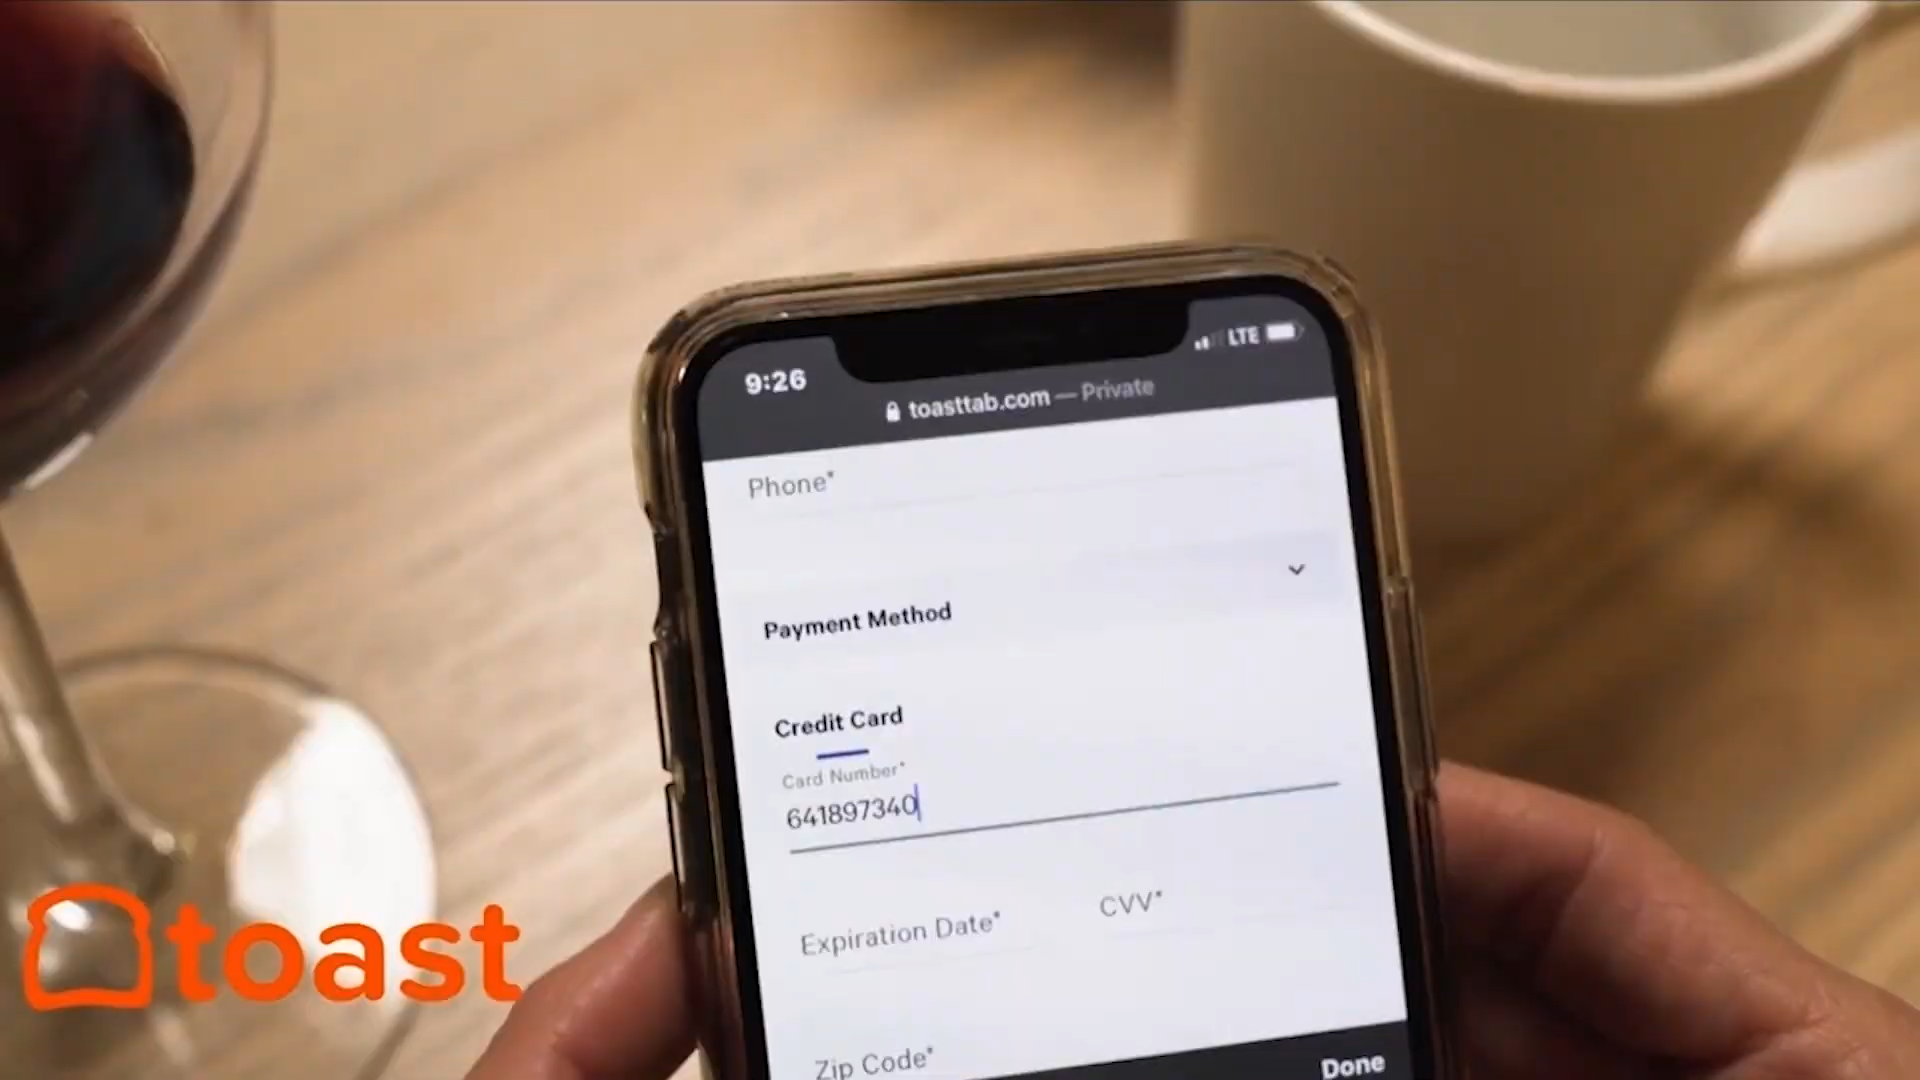 9:26
LTE
toasttab.com — Private
Phone*
Payment Method
Credit Card
Card Number*
641897340
Expiration Date*
CVV*
Zip Code*
Done
toast